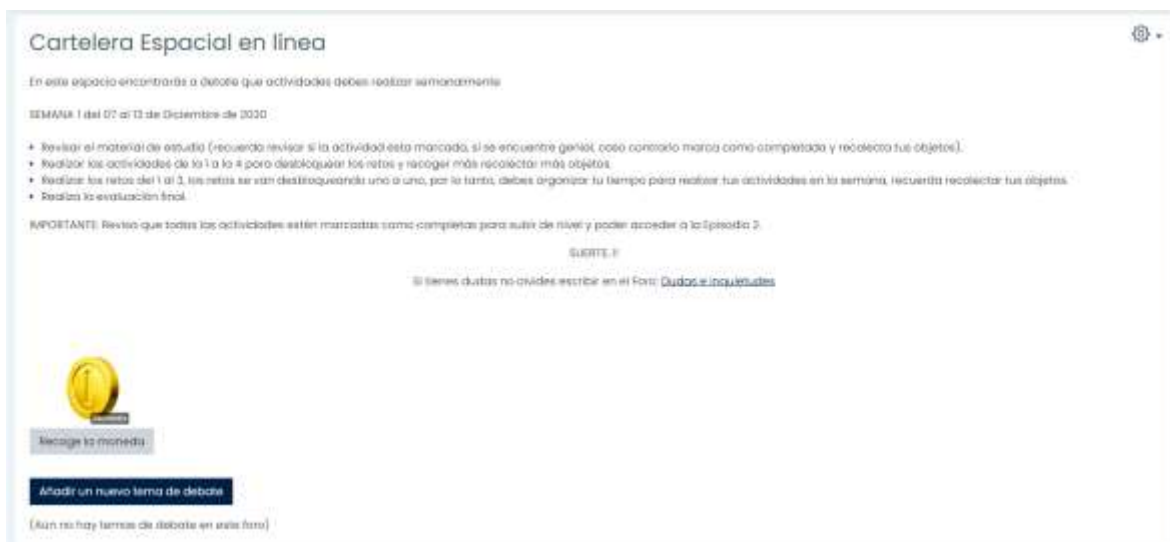 Cartelera Espacial en línea
En este espacio encontrarás a detalle que actividades debes realizar semanalmente
SEMANA 1 del 07 al 13 de Diciembre de 2020
• Revisar el material de estudio (recuerda revisar si la actividad esta marcada, si se encuentre genial, caso contrario marca como completada y recolecta tus objetos).
• Realizar las actividades de la 1 a la 4 para desbloquear los retos y recoger más recolectar más objetos.
• Realizar los retos del 1 al 3, los retos se van desbloqueando uno a uno, por lo tanto, debes organizar tu tiempo para realizar tus actividades en la semana, recuerda recolectar tus objetos.
• Realiza la evaluación final.
IMPORTANTE: Revisa que todas las actividades estén marcadas como completas para subir de nivel y poder acceder a la Episodio 2.
SUERTE..!!
Si tienes dudas no olvides escribir en el Foro: Dudas e inquietudes
Recoge la moneda
Añadir un nuevo tema de debate
(Aún no hay temas de debate en este foro)